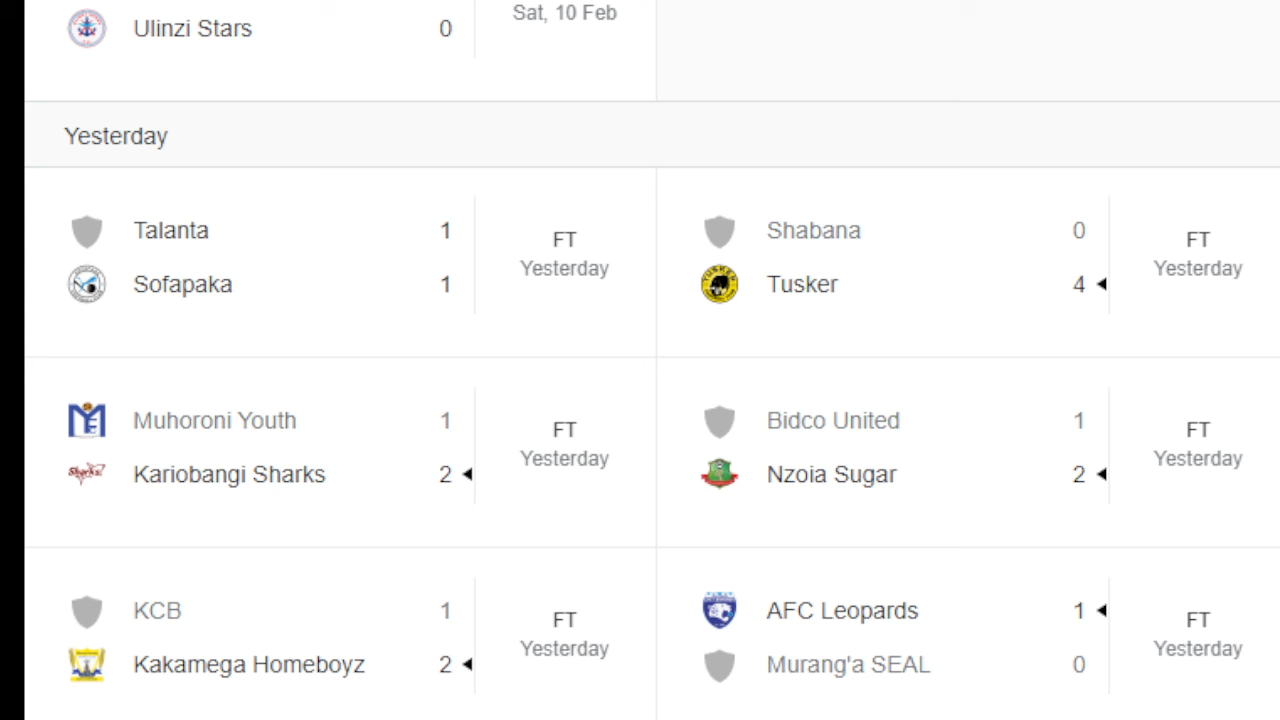 Sat, 10 Feb
Ulinzi Stars 0
Yesterday
Talanta 1
Sofapaka 1
FT
Yesterday
Shabana 0
Tusker 4
FT
Yesterday
Muhoroni Youth 1
Kariobangi Sharks 2
FT
Yesterday
Bidco United 1
Nzoia Sugar 2
FT
Yesterday
KCB 1
Kakamega Homeboyz 2
FT
Yesterday
AFC Leopards 1
Murang'a SEAL 0
FT
Yesterday